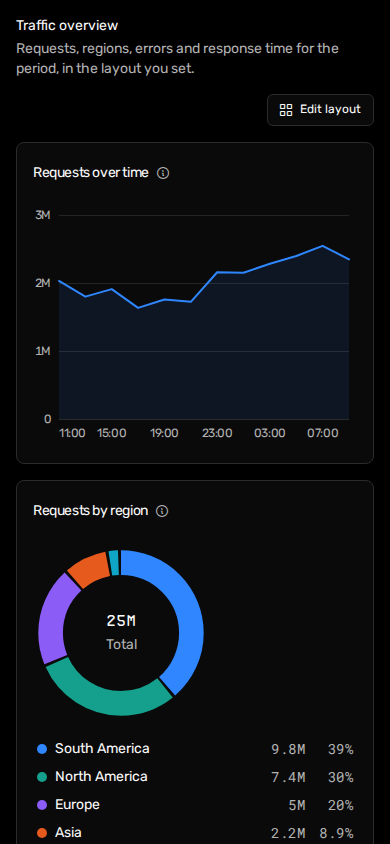 Traffic overview
Requests, regions, errors and response time for the
period, in the layout you set.
Edit layout
Requests over time
3M
2M
1M
0
11:00 15:00 19:00 23:00 03:00 07:00
Requests by region
25M
Total
South America 9.8M 39%
North America 7.4M 30%
Europe 5M 20%
Asia 2.2M 8.9%